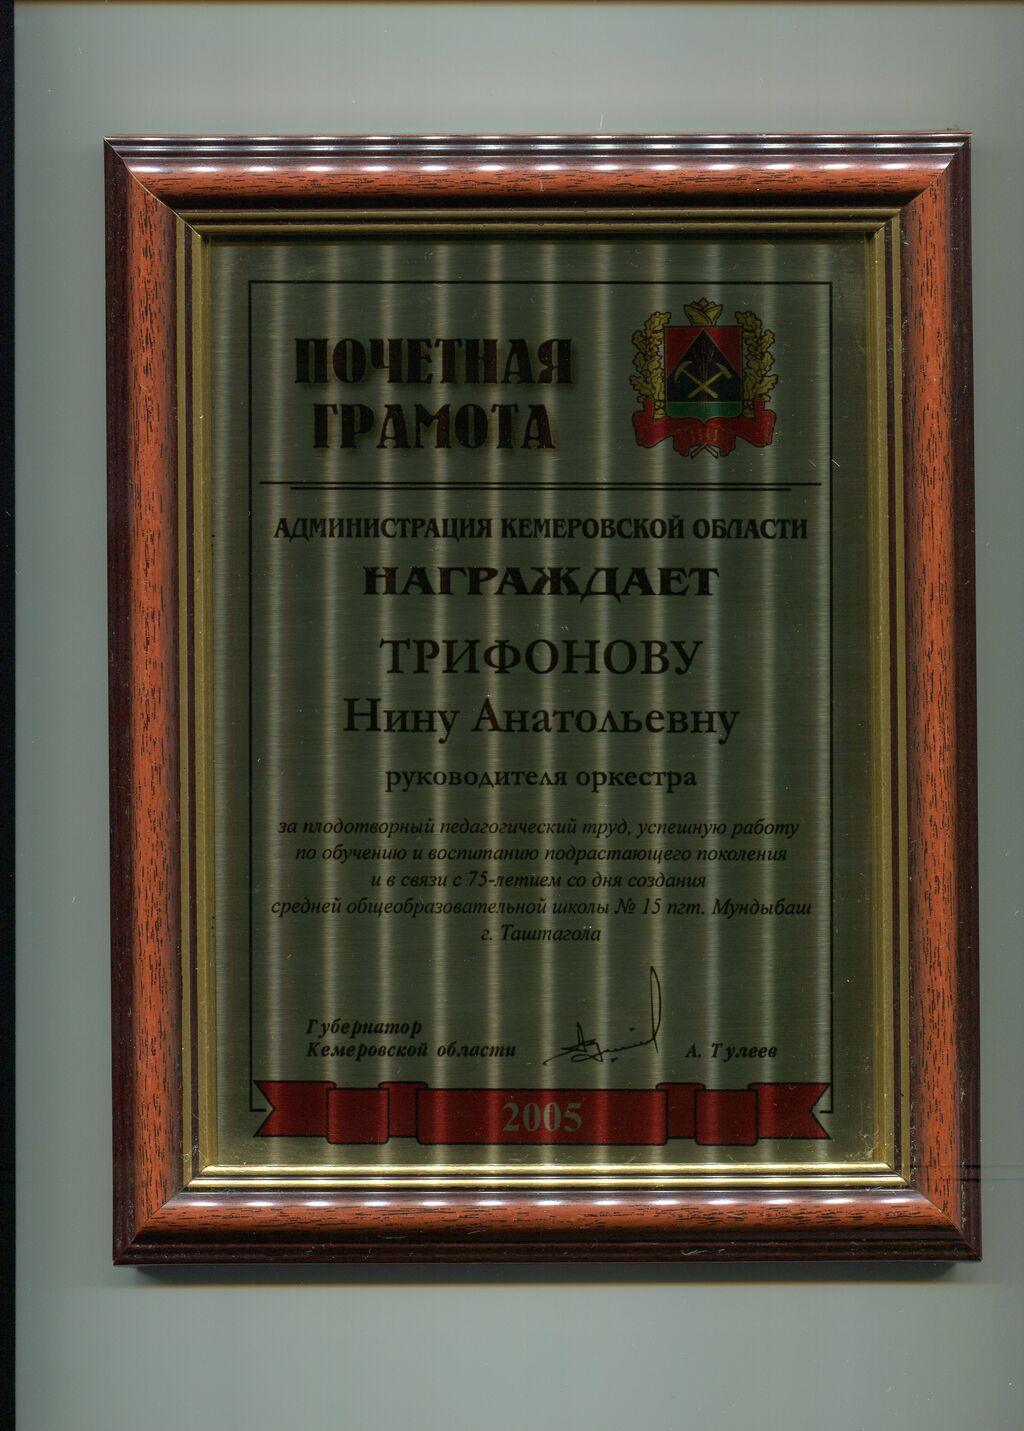 ПОЧЕТНАЯ
ГРАМОТА
АДМИНИСТРАЦИЯ КЕМЕРОВСКОЙ ОБЛАСТИ
НАГРАЖДАЕТ
ТРИФОНОВУ
Нину Анатольевну
руководителя оркестра
за плодотворный педагогический труд, успешную работу
по обучению и воспитанию подрастающего поколения
и в связи с 75-летием со дня создания
средней общеобразовательной школы № 15 пгт. Мундыбаш
г. Таштагола
Губернатор
Кемеровской области
А. Тулеев
2005